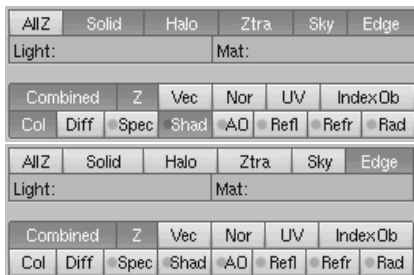 AllZ Solid Halo Ztra Sky Edge
Light: Mat:
Combined Z Vec Nor UV IndexOb
Col Diff Spec Shad AO Refl Refr Rad
AllZ Solid Halo Ztra Sky Edge
Light: Mat:
Combined Z Vec Nor UV IndexOb
Col Diff Spec Shad AO Refl Refr Rad